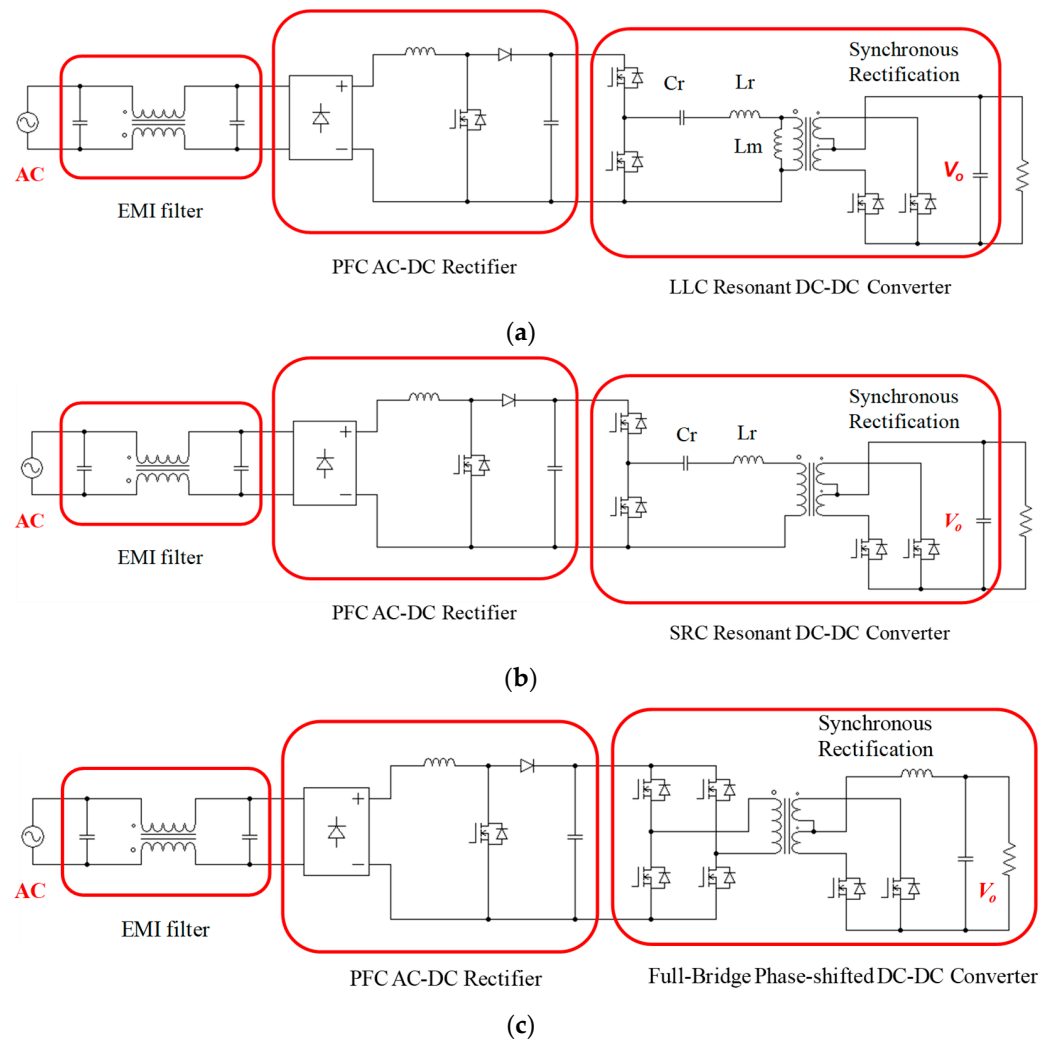 Synchronous
Rectification
Cr
Lr
Lm
+
−
AC
Vo
EMI filter
PFC AC-DC Rectifier
LLC Resonant DC-DC Converter
(a)
Synchronous
Rectification
Cr
Lr
+
−
AC
Vo
EMI filter
PFC AC-DC Rectifier
SRC Resonant DC-DC Converter
(b)
Synchronous
Rectification
+
−
AC
Vo
EMI filter
PFC AC-DC Rectifier
Full-Bridge Phase-shifted DC-DC Converter
(c)